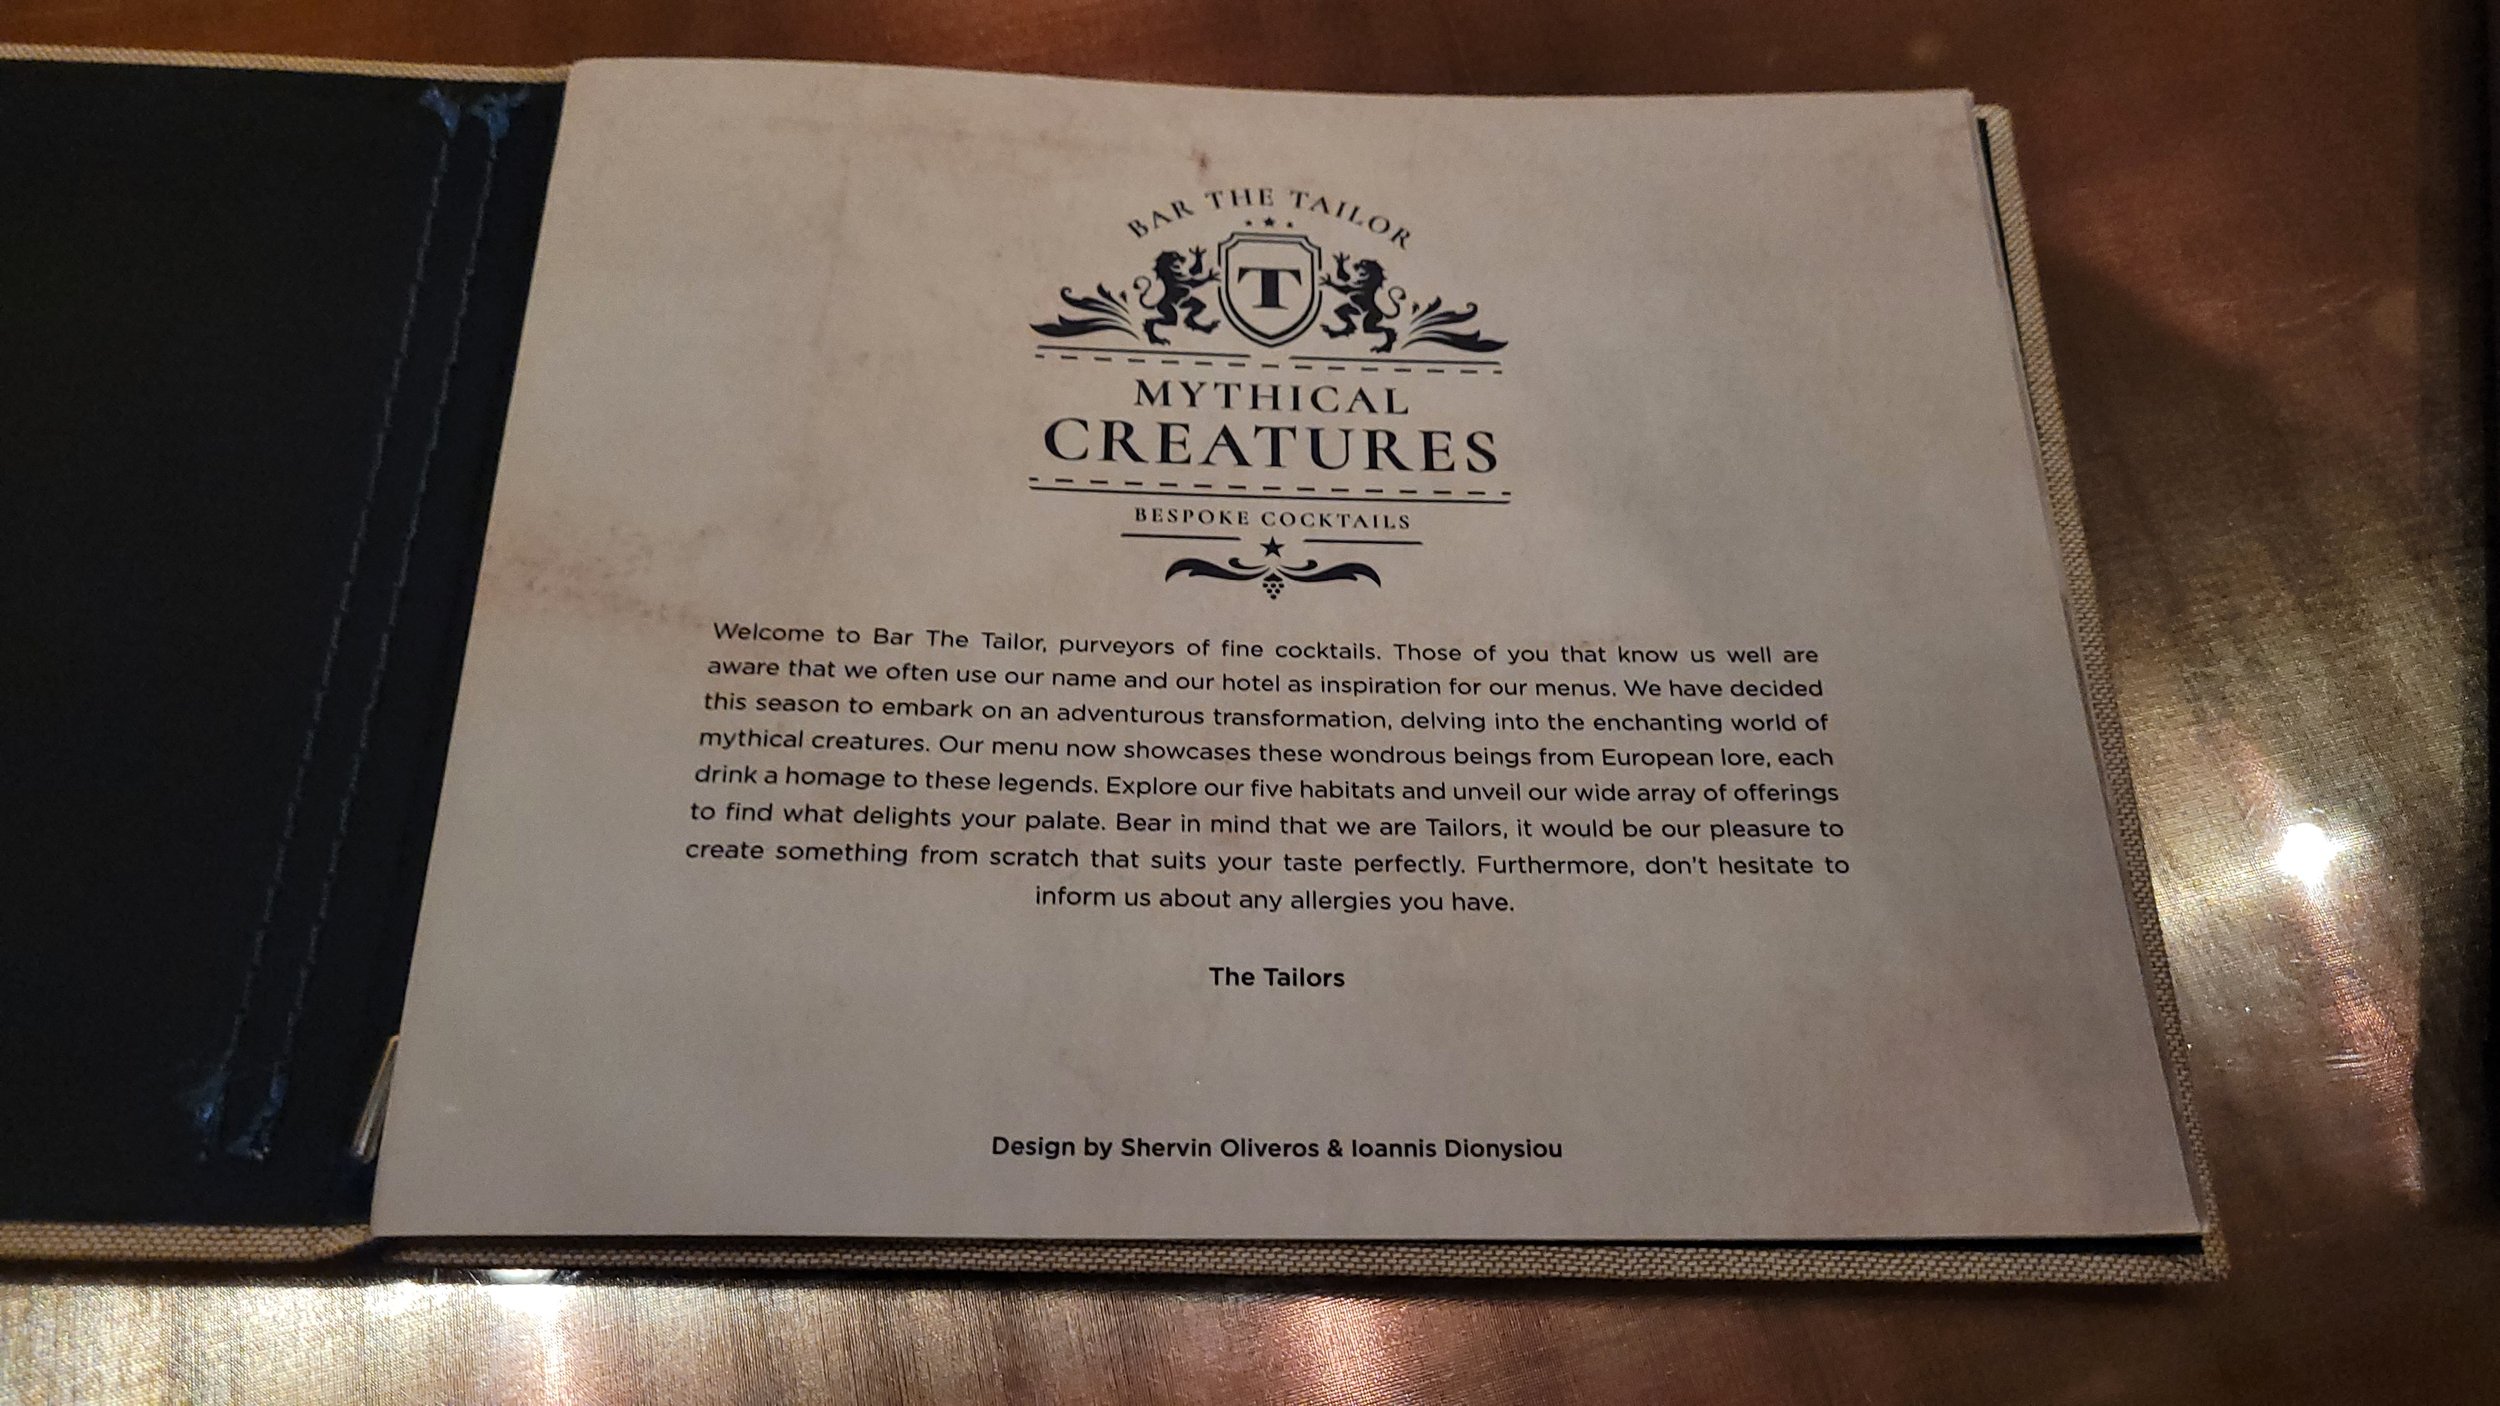 BAR THE TAILOR
T
MYTHICAL
CREATURES
BESPOKE COCKTAILS
Welcome to Bar The Tailor, purveyors of fine cocktails. Those of you that know us well are
aware that we often use our name and our hotel as inspiration for our menus. We have decided
this season to embark on an adventurous transformation, delving into the enchanting world of
mythical creatures. Our menu now showcases these wondrous beings from European lore, each
drink a homage to these legends. Explore our five habitats and unveil our wide array of offerings
to find what delights your palate. Bear in mind that we are Tailors, it would be our pleasure to
create something from scratch that suits your taste perfectly. Furthermore, don't hesitate to
inform us about any allergies you have.
The Tailors
Design by Shervin Oliveros & Ioannis Dionysiou